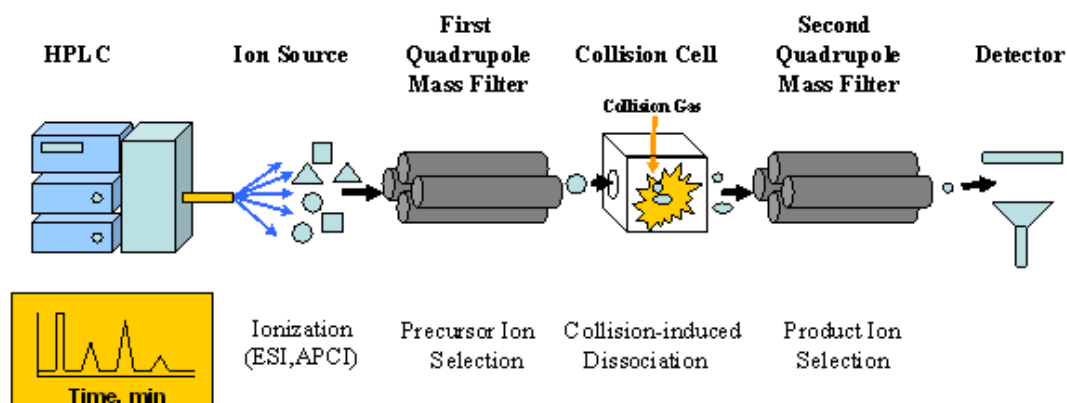 HPLC
Ion Source
First
Quadrupole
Mass Filter
Collision Cell
Second
Quadrupole
Mass Filter
Detector
Collision Gas
Ionization
(ESI,APCI)
Precursor Ion
Selection
Collision-induced
Dissociation
Product Ion
Selection
Time, min